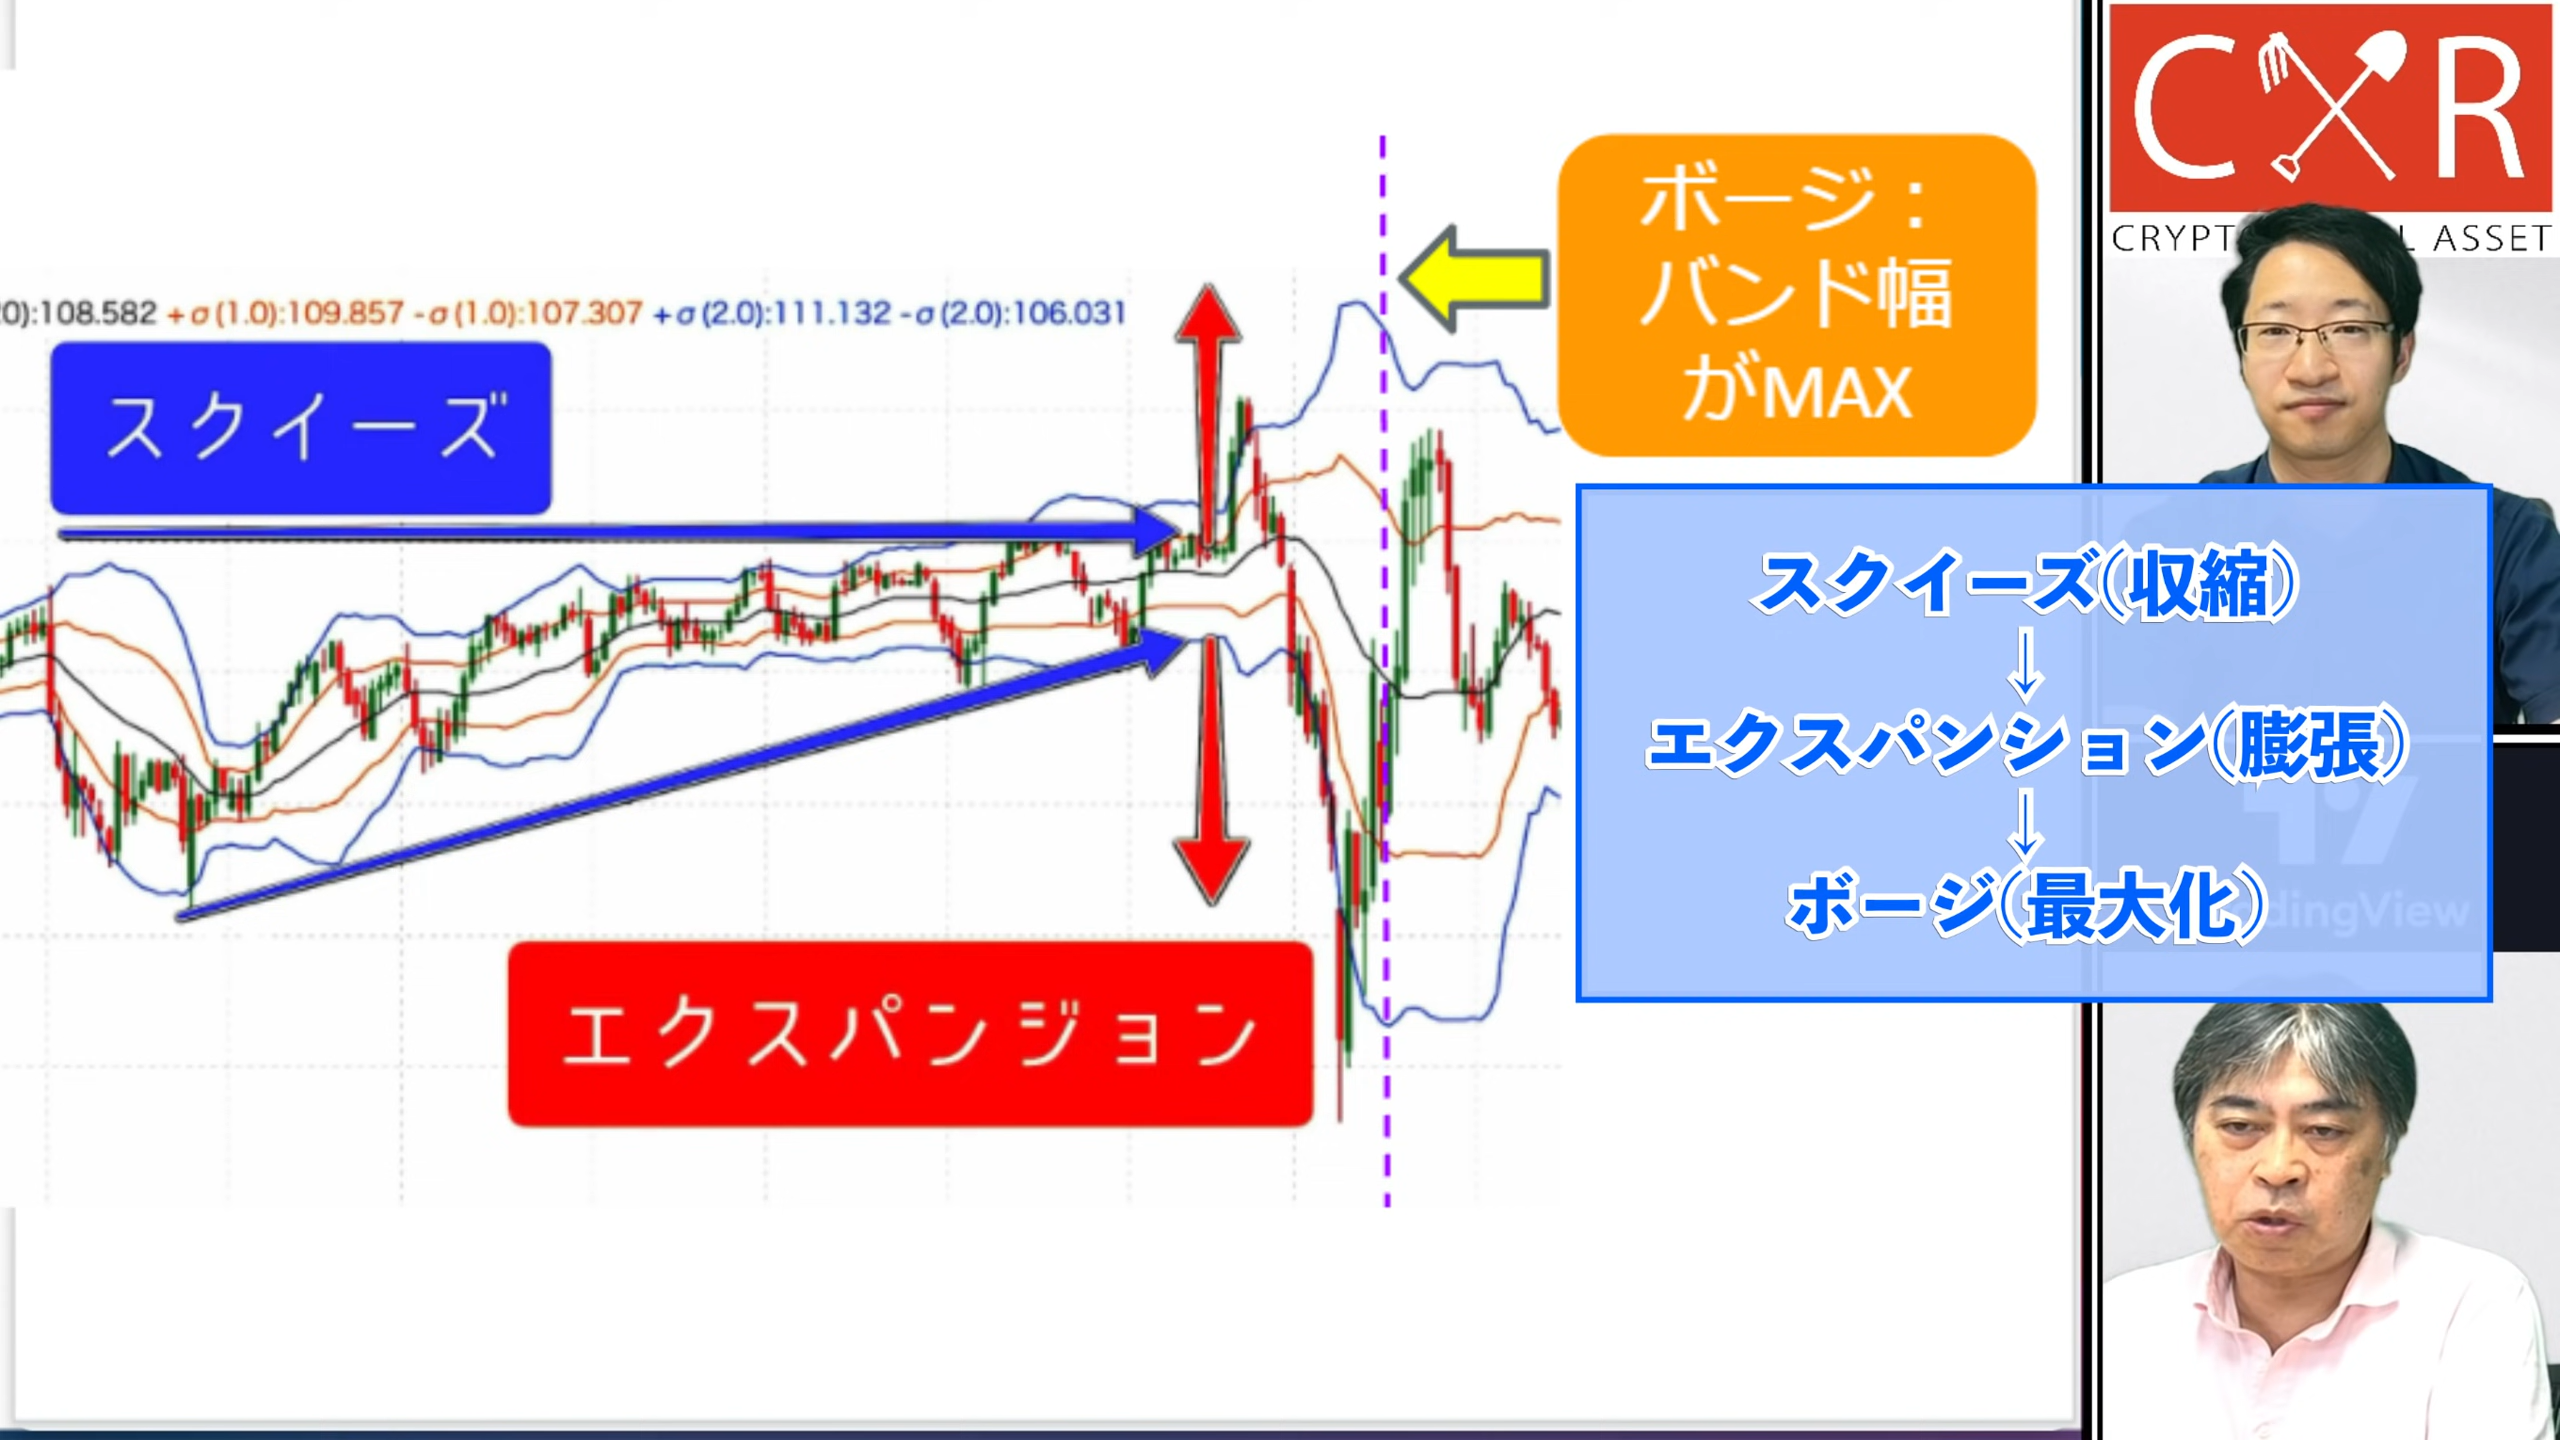 0):108.582 +σ(1.0):109.857 -σ(1.0):107.307 +σ(2.0):111.132 -σ(2.0):106.031
スクイーズ
エクスパンジョン
ボージ：
バンド幅
がMAX
スクイーズ(収縮)
↓
エクスパンション(膨張)
↓
ボージ(最大化)
CXR
ASSET
dingView